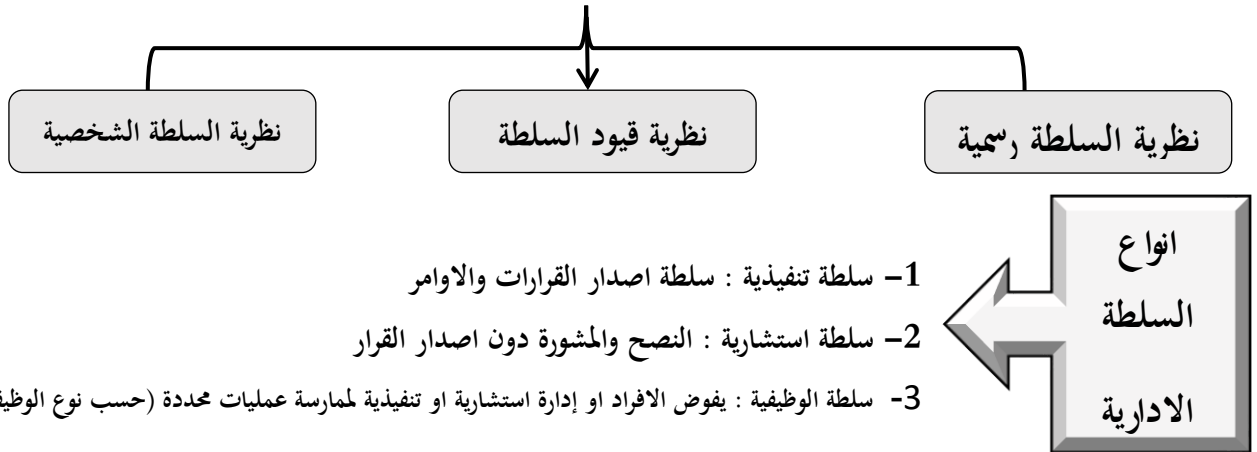 نظرية السلطة رسمية
نظرية قيود السلطة
نظرية السلطة الشخصية
انواع
السلطة
الادارية
1– سلطة تنفيذية : سلطة اصدار القرارات والاوامر
2– سلطة استشارية : النصح والمشورة دون اصدار القرار
3- سلطة الوظيفية : يفوض الافراد او إدارة استشارية او تنفيذية لممارسة عمليات محددة (حسب نوع